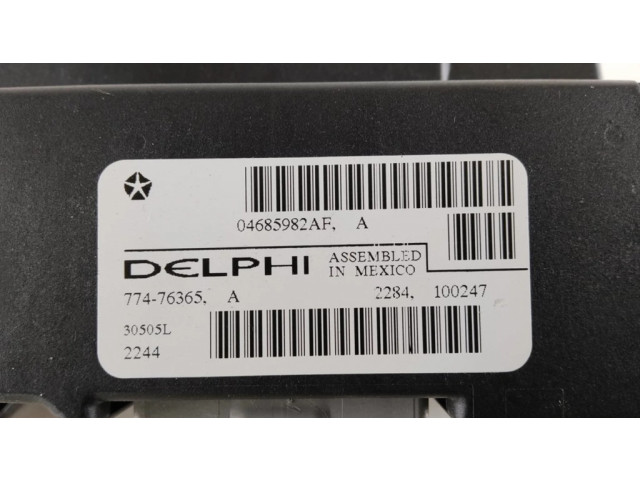 04685982AF, A
DELPHI ASSEMBLED
IN MEXICO
774-76365, A 2284, 100247
30505L
2244